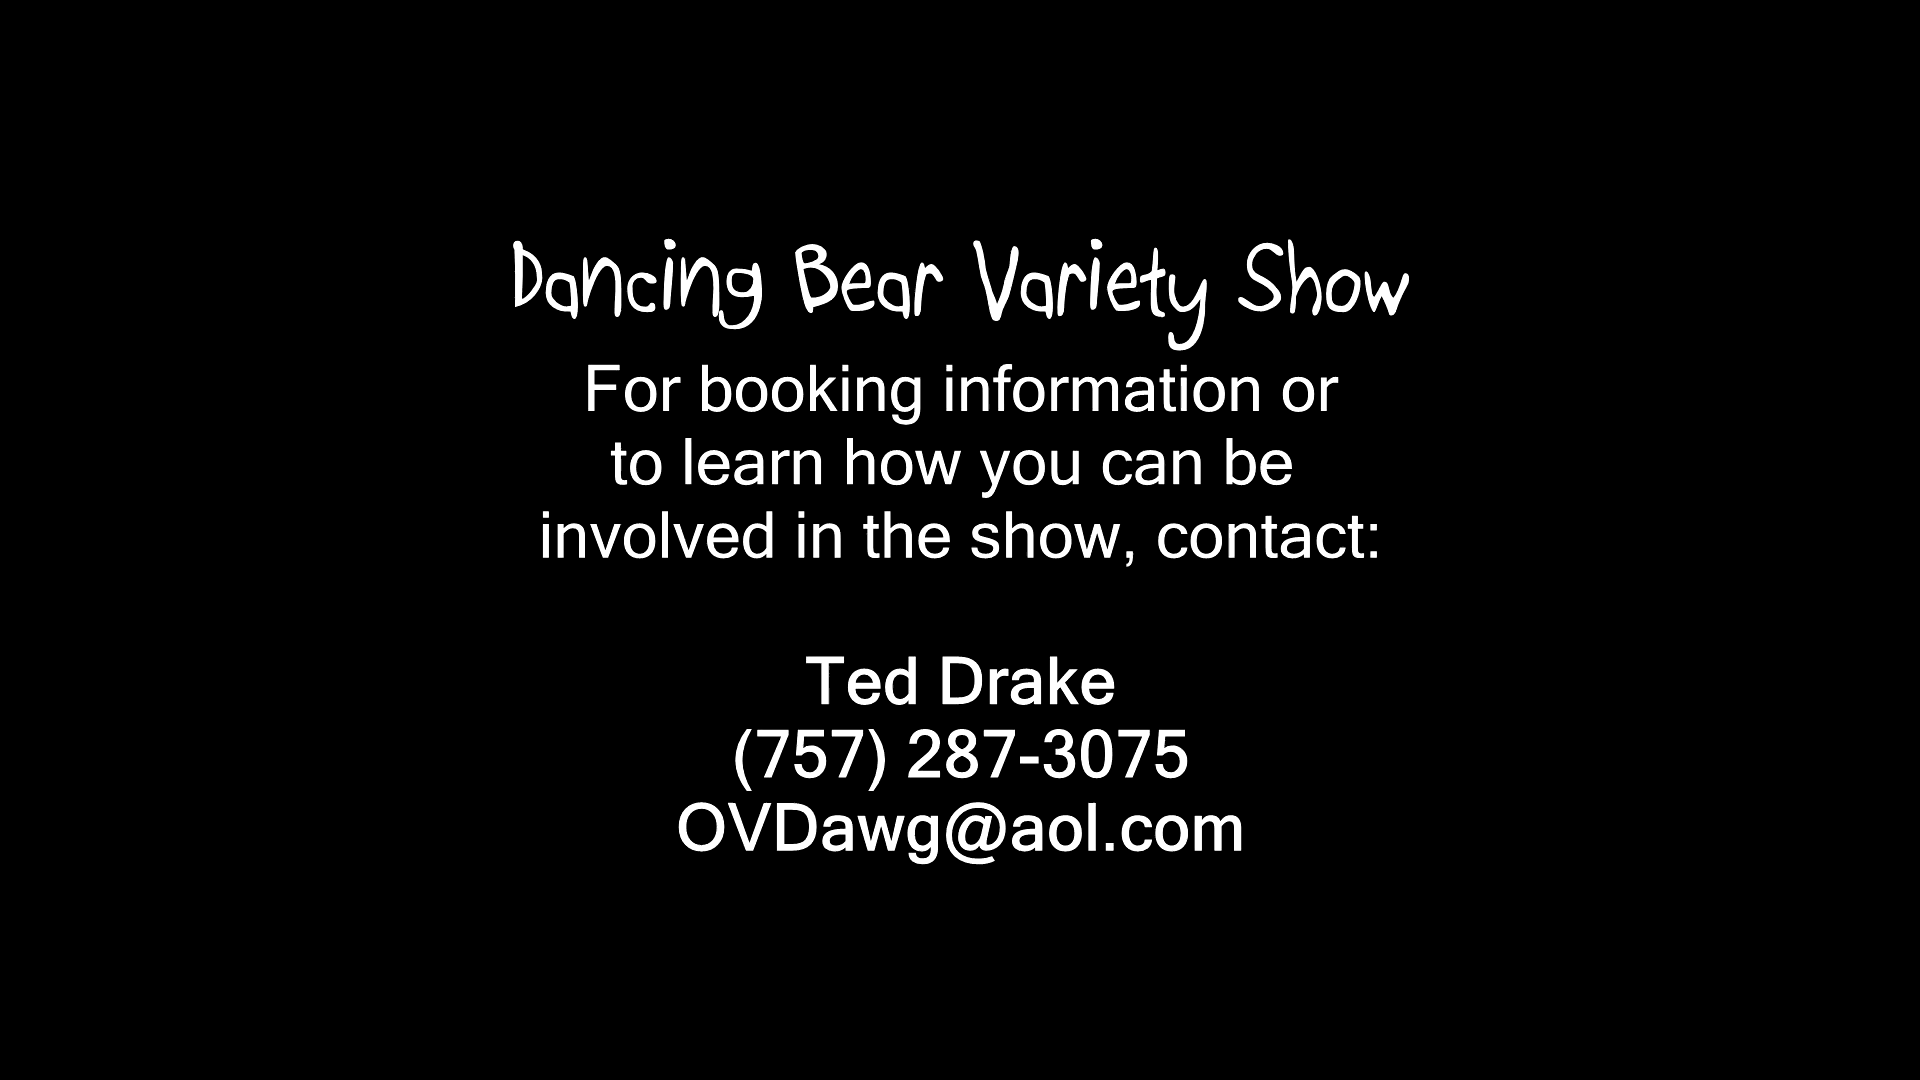 Dancing Bear Variety Show
For booking information or
to learn how you can be
involved in the show, contact:
Ted Drake
(757) 287-3075
OVDawg@aol.com